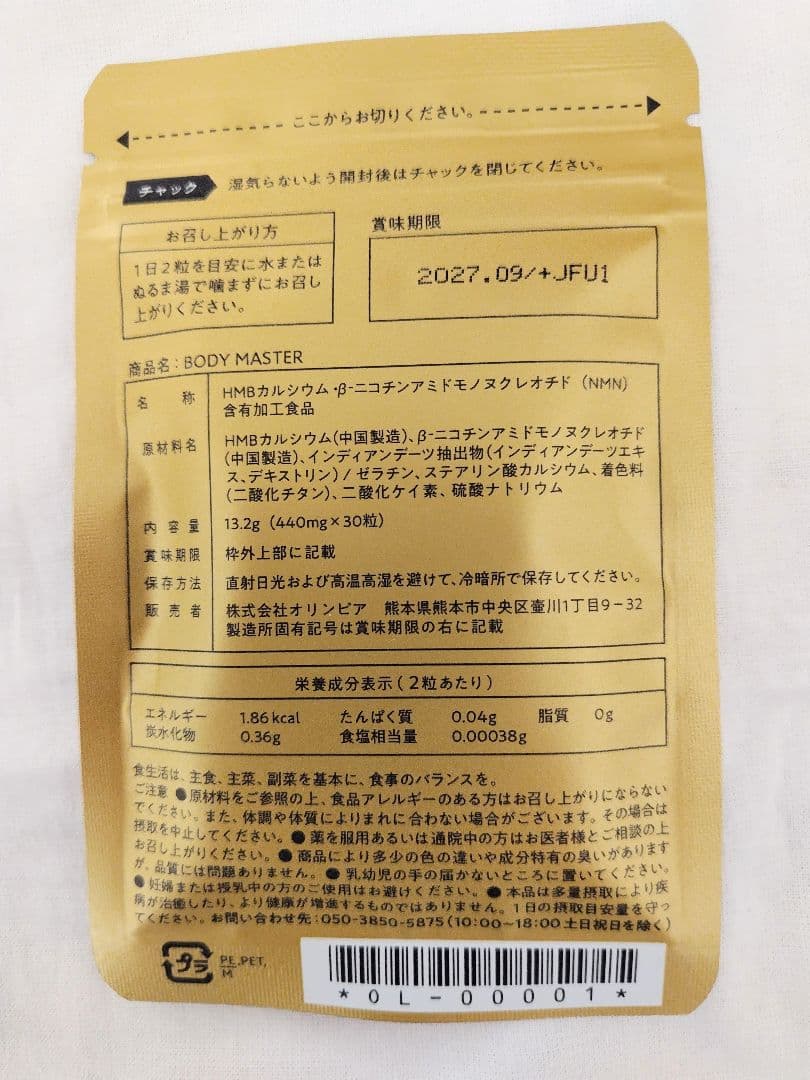 ここからお切りください。
チャック 湿気らないよう開封後はチャックを閉じてください。
お召し上がり方
1日2粒を目安に水または
ぬるま湯で噛まずにお召し
上がりください。
賞味期限
2027.09/+JFU1
商品名：BODY MASTER
名称 HMBカルシウム・β-ニコチンアミドモノヌクレオチド（NMN）
含有加工食品
原材料名 HMBカルシウム(中国製造)、β-ニコチンアミドモノヌクレオチド
(中国製造)、インディアンデーツ抽出物(インディアンデーツエキ
ス、デキストリン) / ゼラチン、ステアリン酸カルシウム、着色料
(二酸化チタン)、二酸化ケイ素、硫酸ナトリウム
内容量 13.2g（440mg×30粒）
賞味期限 枠外上部に記載
保存方法 直射日光および高温高湿を避けて、冷暗所で保存してください。
販売者 株式会社オリンピア 熊本県熊本市中央区壷川1丁目9-32
製造所固有記号は賞味期限の右に記載
栄養成分表示(2粒あたり)
エネルギー 1.86kcal たんぱく質 0.04g 脂質 0g
炭水化物 0.36g 食塩相当量 0.00038g
食生活は、主食、主菜、副菜を基本に、食事のバランスを。
ご注意 ●原材料をご参照の上、食品アレルギーのある方はお召し上がりにならない
でください。また、体調や体質によりまれに合わない場合がございます。その場合は
摂取を中止してください。●薬を服用あるいは通院中の方はお医者様とご相談の上
お召し上がりください。●商品により多少の色の違いや成分特有の臭いがあります
が、品質には問題ありません。●乳幼児の手の届かないところに置いてください。
●妊婦または授乳中の方のご使用はお避けください。●本品は多量摂取により疾
病が治癒したり、より健康が増進するものではありません。1日の摂取目安量を守っ
てください。お問い合わせ先：050-3850-5875(10:00~18:00 土日祝日を除く)
プラ PE,PET,
M
*OL-00001*